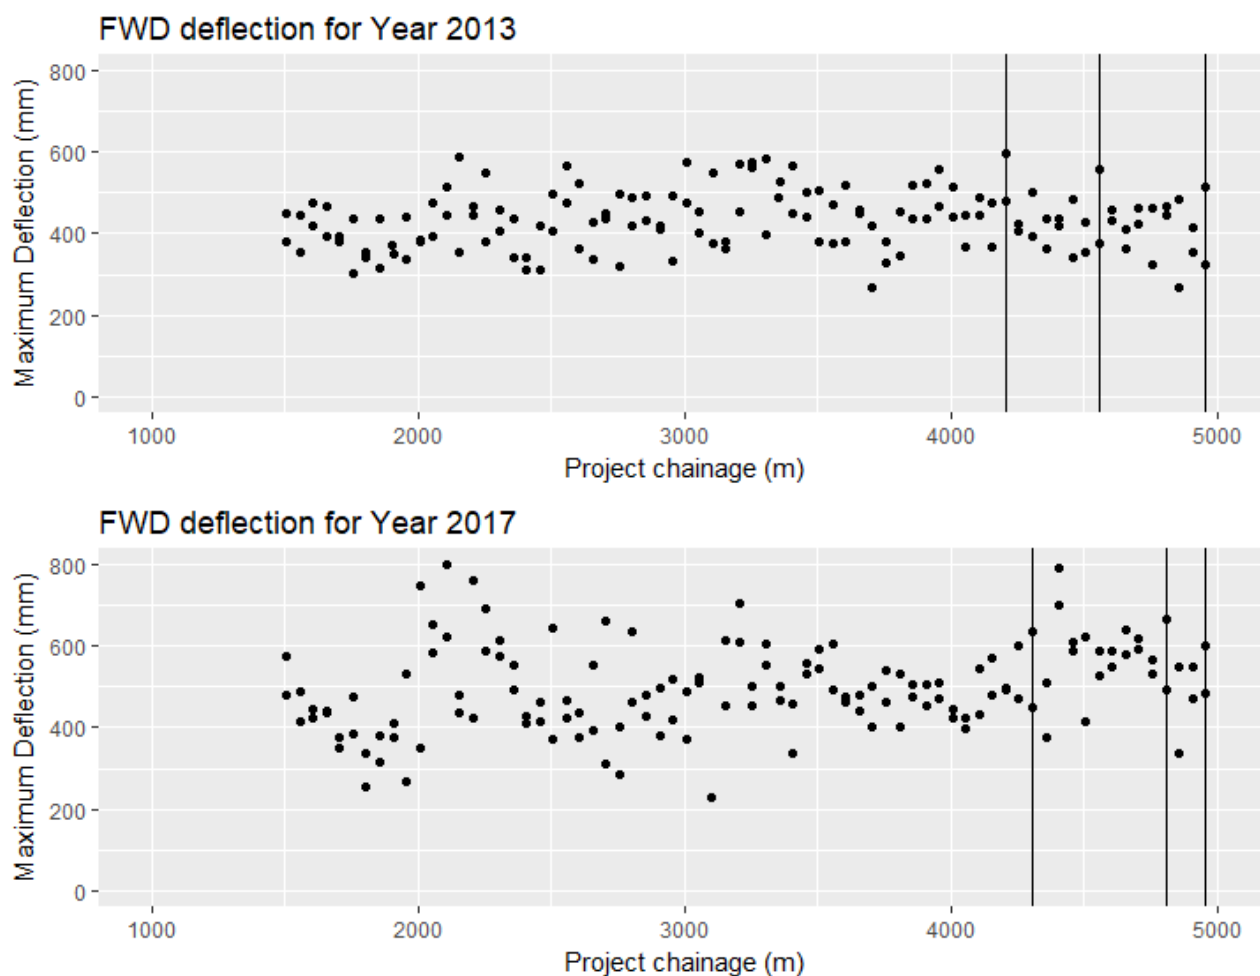 FWD deflection for Year 2013
Maximum Deflection (mm)
800
600
400
200
0
1000 2000 3000 4000 5000
Project chainage (m)
FWD deflection for Year 2017
Maximum Deflection (mm)
800
600
400
200
0
1000 2000 3000 4000 5000
Project chainage (m)